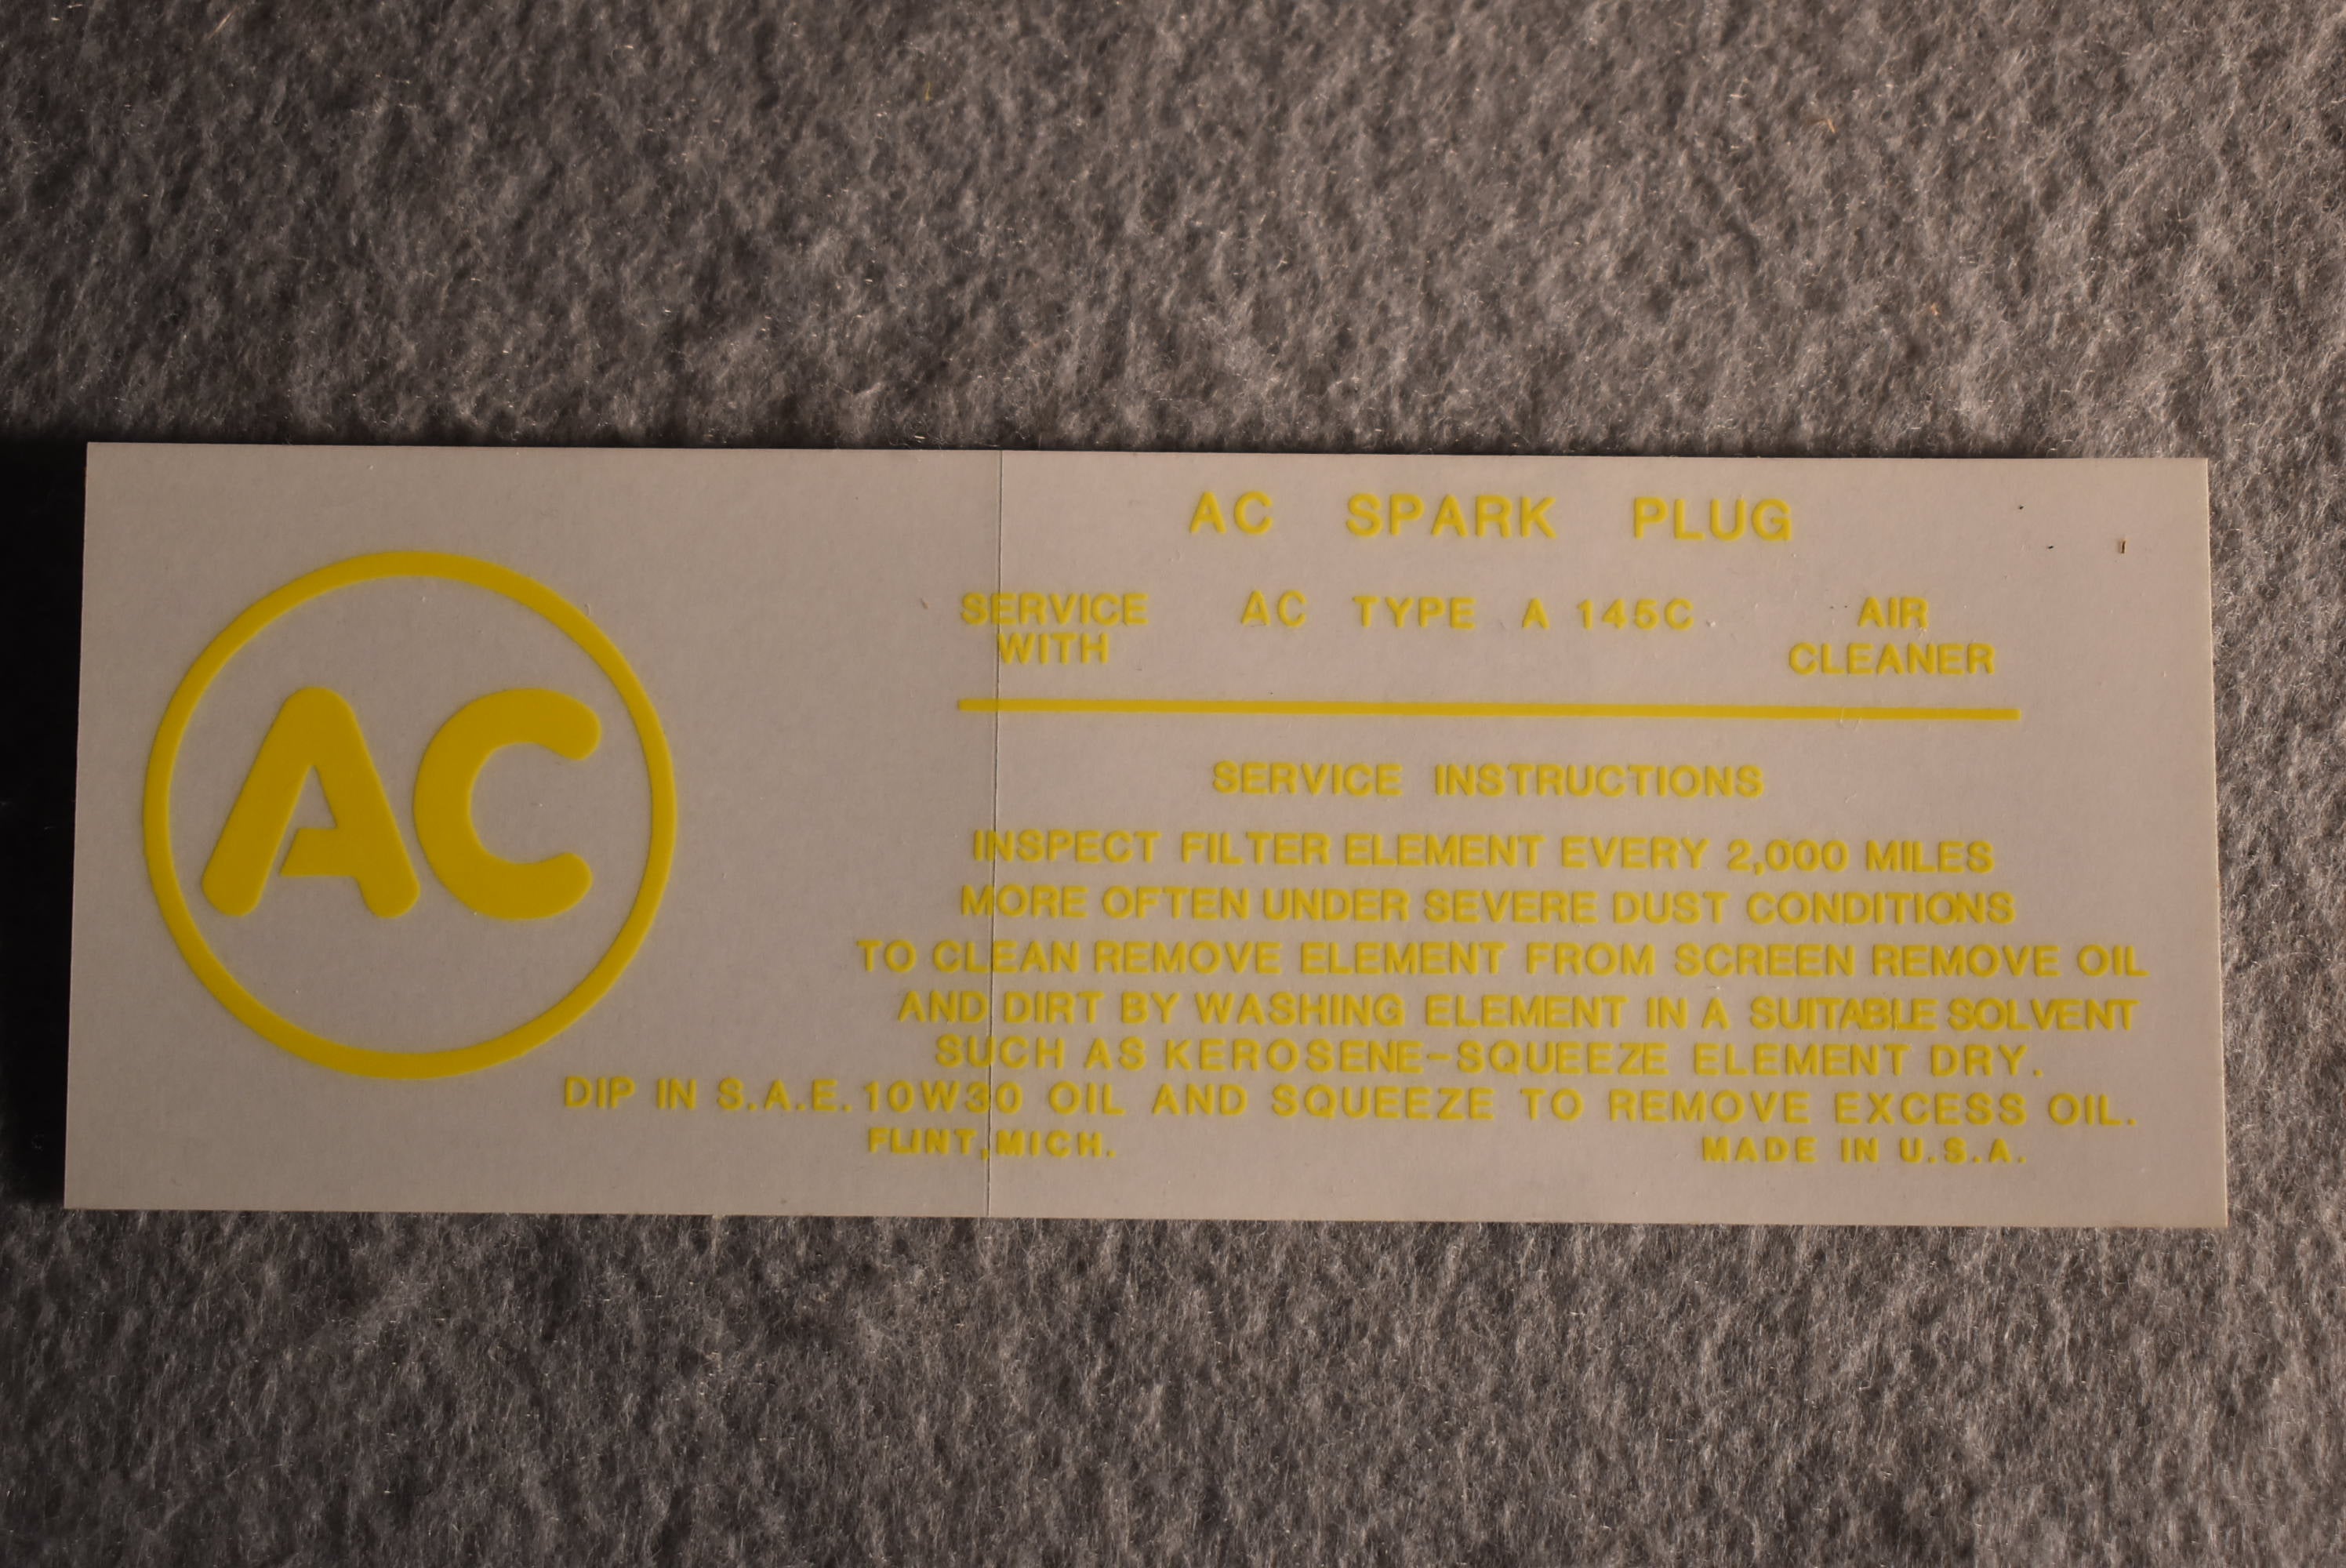 AC
AC SPARK PLUG
SERVICE WITH AC TYPE A 145C AIR CLEANER
SERVICE INSTRUCTIONS
INSPECT FILTER ELEMENT EVERY 2,000 MILES
MORE OFTEN UNDER SEVERE DUST CONDITIONS
TO CLEAN REMOVE ELEMENT FROM SCREEN REMOVE OIL
AND DIRT BY WASHING ELEMENT IN A SUITABLE SOLVENT
SUCH AS KEROSENE-SQUEEZE ELEMENT DRY.
DIP IN S.A.E. 10W30 OIL AND SQUEEZE TO REMOVE EXCESS OIL.
FLINT, MICH. MADE IN U.S.A.